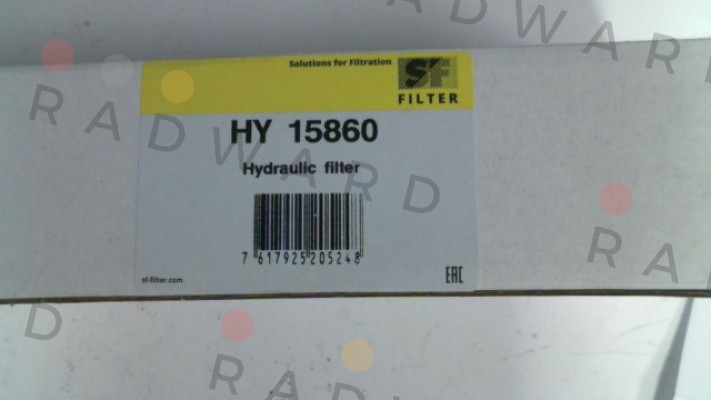 Solutions for Filtration
SF
FILTER
HY 15860
Hydraulic filter
7 617925 205248
sf-filter.com
EAC
RADWARD
RADWARD
RA
D
RADWARD